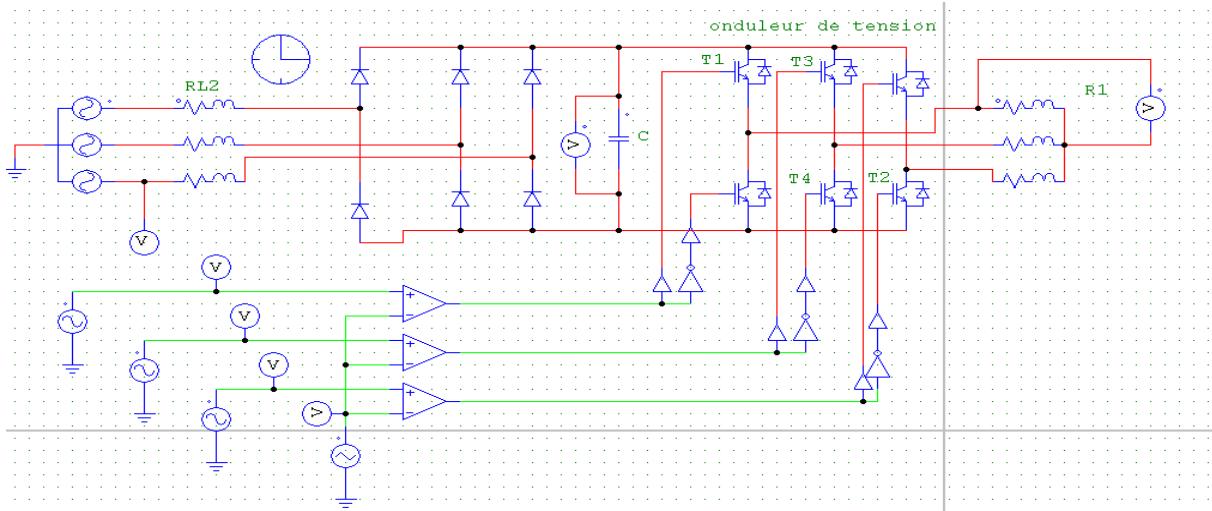 onduleur de tension
T1
T3
RL2
R1
V
V
C
T4
T2
V
V
V
V
V